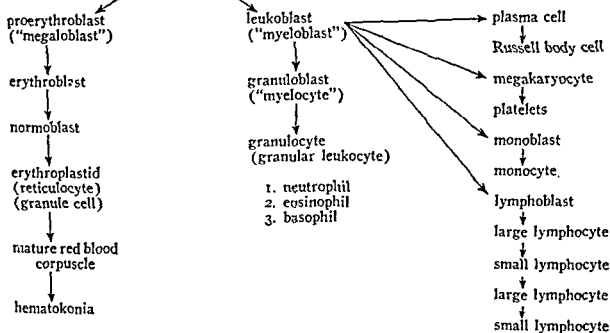 proerythroblast
("megaloblast")
erythroblast
normoblast
erythroplastid
(reticulocyte)
(granule cell)
mature red blood
corpuscle
hematokonia
leukoblast
("myeloblast")
granuloblast
("myelocyte")
granulocyte
(granular leukocyte)
1. neutrophil
2. eosinophil
3. basophil
plasma cell
Russell body cell
megakaryocyte
platelets
monoblast
monocyte.
lymphoblast
large lymphocyte
small lymphocyte
large lymphocyte
small lymphocyte